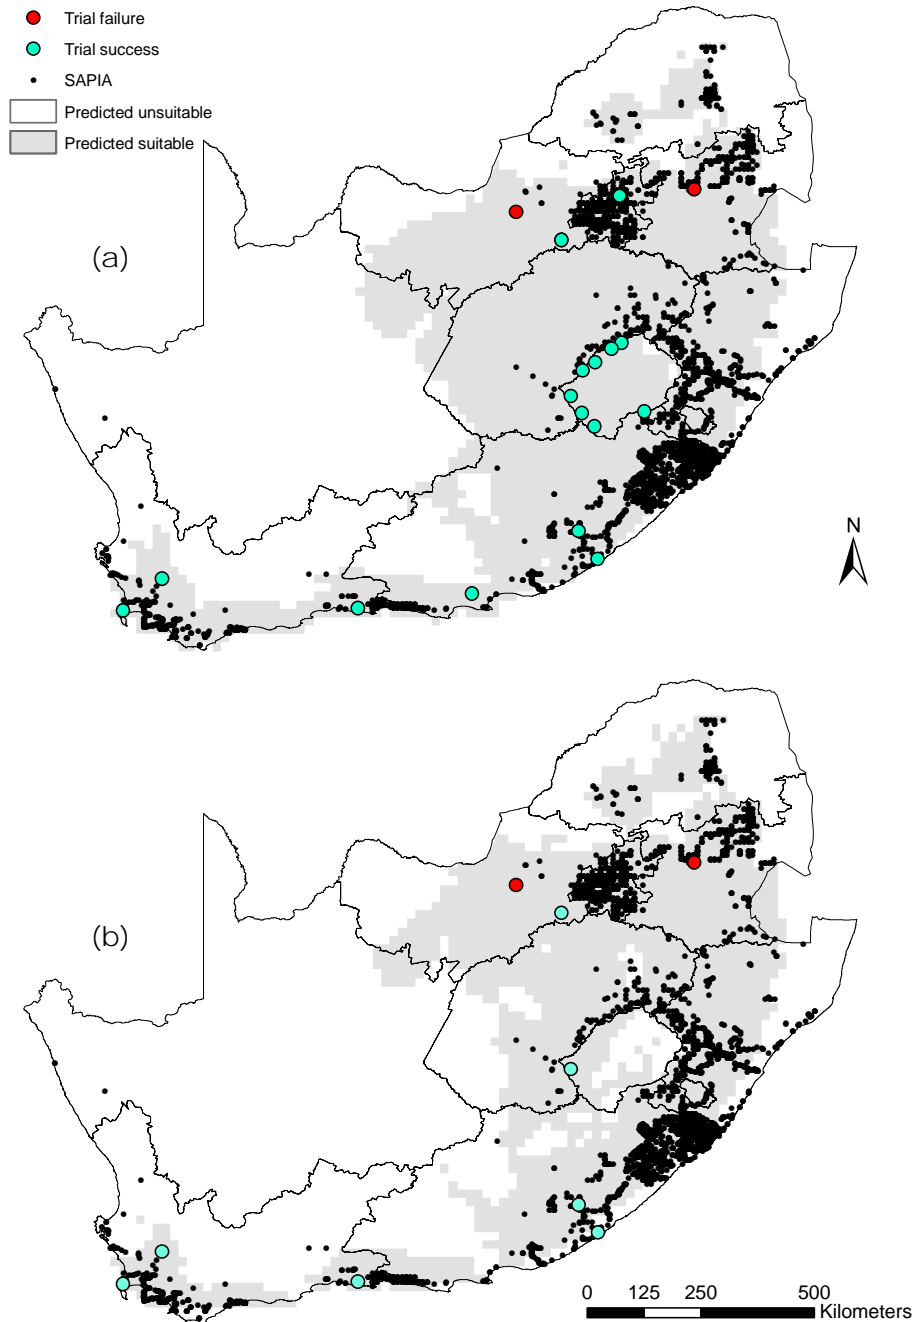 Trial failure
Trial success
SAPIA
Predicted unsuitable
Predicted suitable
(a)
N
(b)
0 125 250 500
Kilometers